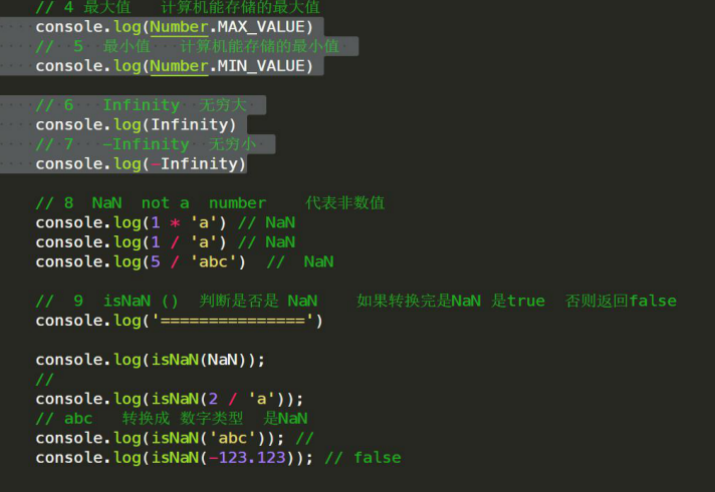 // 4 最大值 计算机能存储的最大值
console.log(Number.MAX_VALUE)
// 5 最小值 计算机能存储的最小值
console.log(Number.MIN_VALUE)
// 6 Infinity 无穷大
console.log(Infinity)
// 7 -Infinity 无穷小
console.log(-Infinity)
// 8 NaN not a number 代表非数值
console.log(1 * 'a') // NaN
console.log(1 / 'a') // NaN
console.log(5 / 'abc') // NaN
// 9 isNaN () 判断是否是 NaN 如果转换完是NaN 是true 否则返回false
console.log('===============')
console.log(isNaN(NaN));
//
console.log(isNaN(2 / 'a'));
// abc 转换成 数字类型 是NaN
console.log(isNaN('abc')); //
console.log(isNaN(-123.123)); // false